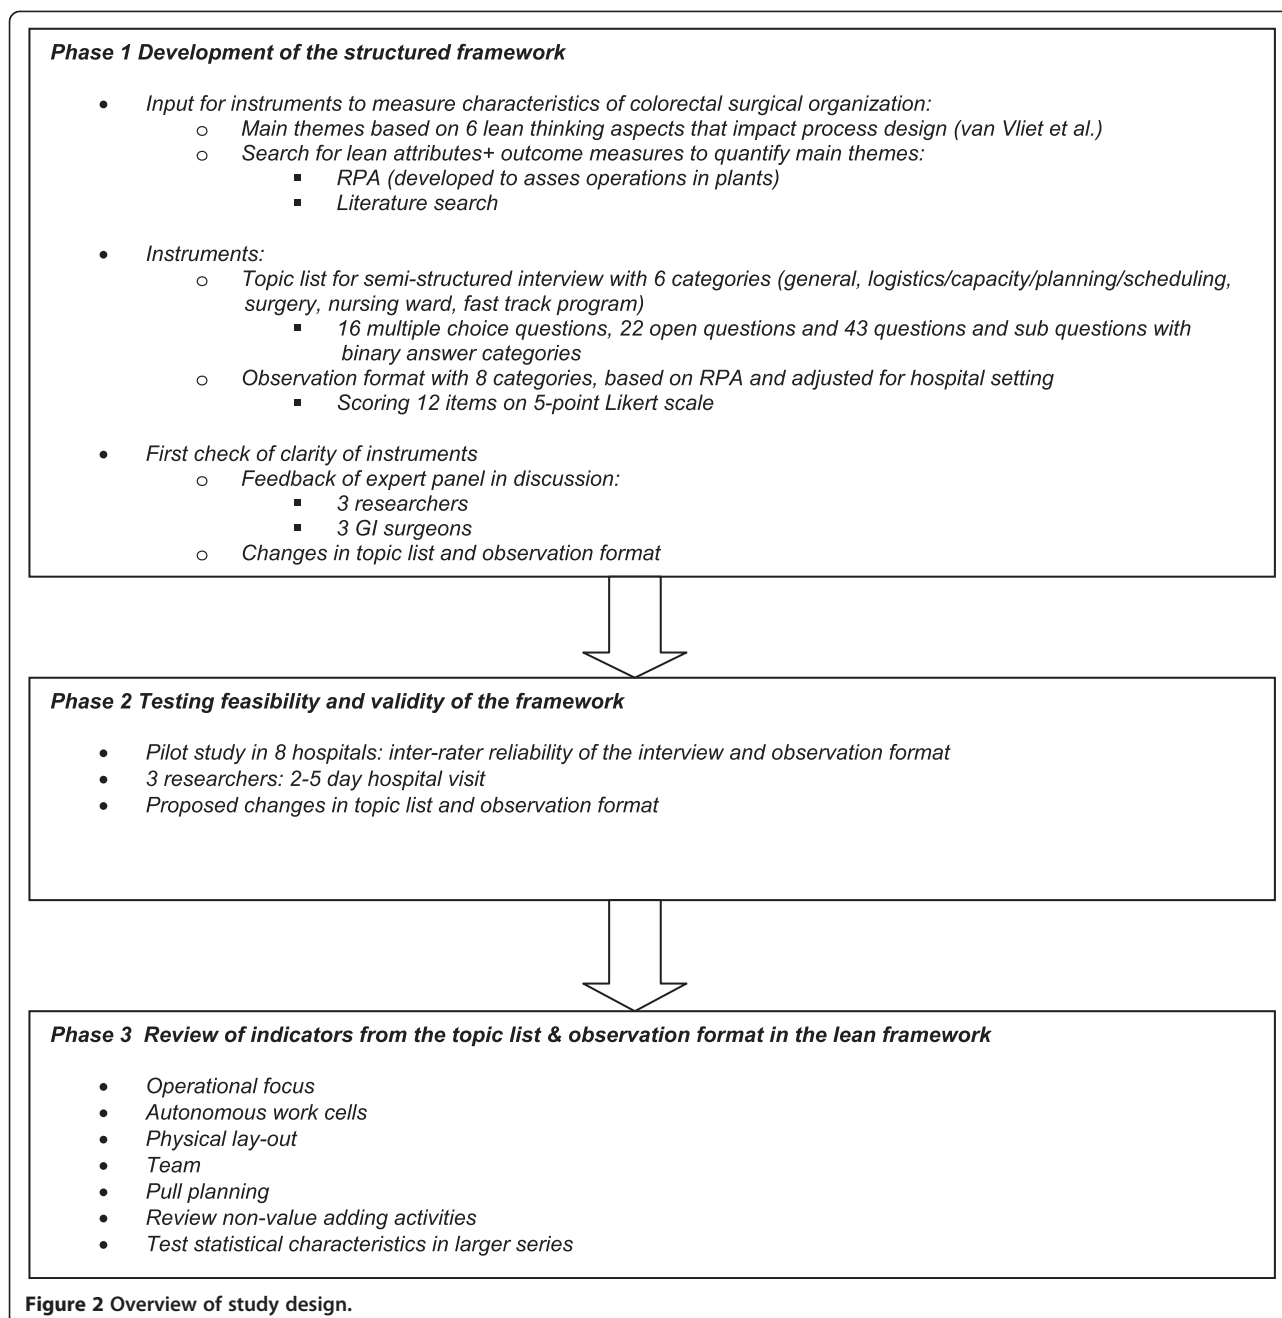 Phase 1 Development of the structured framework
• Input for instruments to measure characteristics of colorectal surgical organization:
o Main themes based on 6 lean thinking aspects that impact process design (van Vliet et al.)
o Search for lean attributes+ outcome measures to quantify main themes:
▪ RPA (developed to asses operations in plants)
▪ Literature search
• Instruments:
o Topic list for semi-structured interview with 6 categories (general, logistics/capacity/planning/scheduling,
surgery, nursing ward, fast track program)
▪ 16 multiple choice questions, 22 open questions and 43 questions and sub questions with
binary answer categories
o Observation format with 8 categories, based on RPA and adjusted for hospital setting
▪ Scoring 12 items on 5-point Likert scale
• First check of clarity of instruments
o Feedback of expert panel in discussion:
▪ 3 researchers
▪ 3 GI surgeons
o Changes in topic list and observation format
Phase 2 Testing feasibility and validity of the framework
• Pilot study in 8 hospitals: inter-rater reliability of the interview and observation format
• 3 researchers: 2-5 day hospital visit
• Proposed changes in topic list and observation format
Phase 3 Review of indicators from the topic list & observation format in the lean framework
• Operational focus
• Autonomous work cells
• Physical lay-out
• Team
• Pull planning
• Review non-value adding activities
• Test statistical characteristics in larger series
Figure 2 Overview of study design.